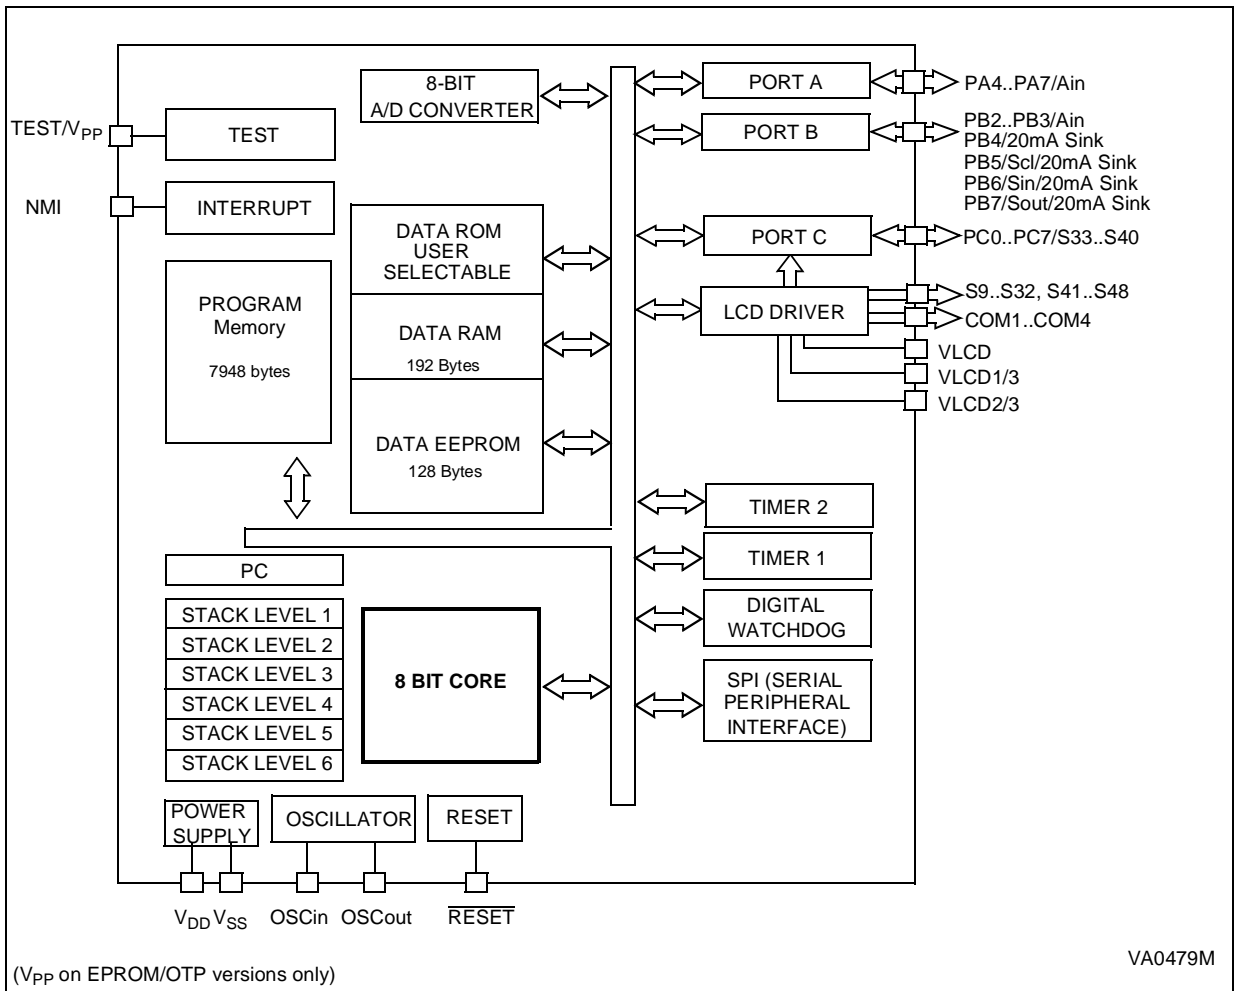 8-BIT
A/D CONVERTER
PORT A
PA4..PA7/Ain
TEST/VPP
TEST
PORT B
PB2..PB3/Ain
PB4/20mA Sink
PB5/Scl/20mA Sink
PB6/Sin/20mA Sink
PB7/Sout/20mA Sink
NMI
INTERRUPT
DATA ROM
USER
SELECTABLE
PORT C
PC0..PC7/S33..S40
PROGRAM
Memory
7948 bytes
DATA RAM
192 Bytes
LCD DRIVER
S9..S32, S41..S48
COM1..COM4
VLCD
VLCD1/3
VLCD2/3
DATA EEPROM
128 Bytes
TIMER 2
TIMER 1
PC
STACK LEVEL 1
STACK LEVEL 2
STACK LEVEL 3
STACK LEVEL 4
STACK LEVEL 5
STACK LEVEL 6
8 BIT CORE
DIGITAL
WATCHDOG
SPI (SERIAL
PERIPHERAL
INTERFACE)
POWER
SUPPLY
OSCILLATOR
RESET
VDD VSS
OSCin OSCout
RESET
VA0479M
(VPP on EPROM/OTP versions only)